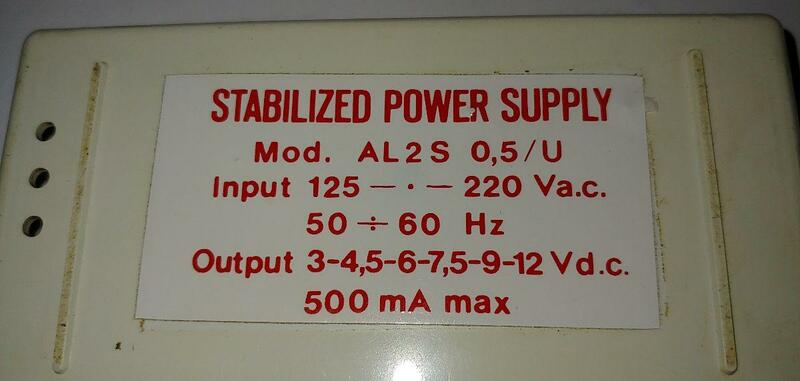 STABILIZED POWER SUPPLY
Mod. AL2S 0,5/U
Input 125 — · — 220 Va.c.
50 ÷ 60 Hz
Output 3-4,5-6-7,5-9-12 Vd.c.
500 mA max